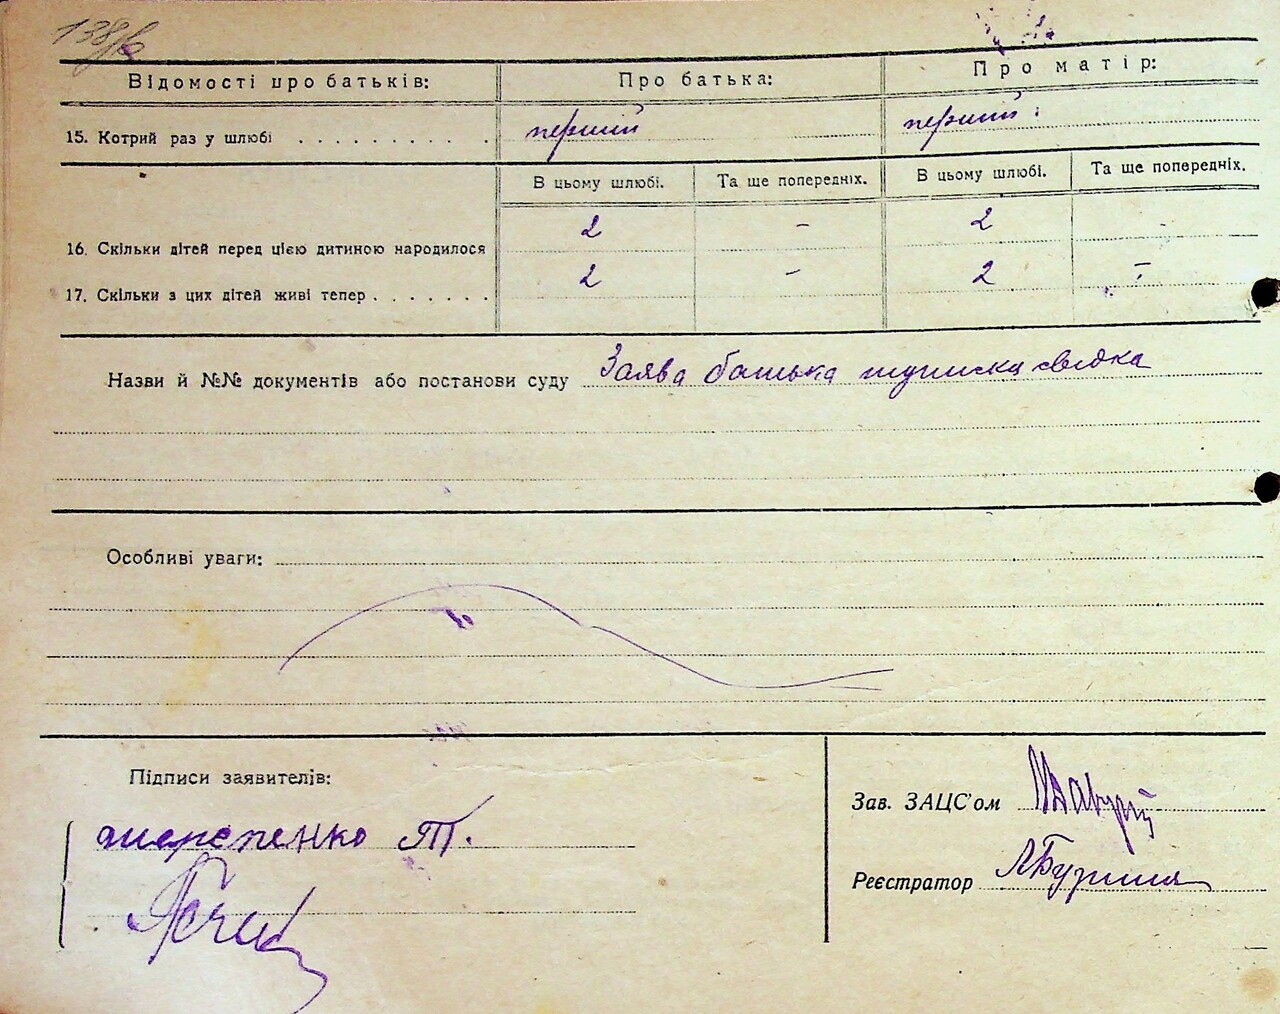 138
Відомості про батьків: Про батька: Про матір:
15. Котрий раз у шлюбі . . . . . . . . . . перший перший
В цьому шлюбі. Та ще попередніх. В цьому шлюбі. Та ще попередніх.
16. Скільки дітей перед цією дитиною народилося 2 - 2 -
17. Скільки з цих дітей живі тепер . . . . . . . 2 - 2 -
Назви й №№ документів або постанови суду Заява батька свідка
Особливі уваги:
Підписи заявителів:
Зав. ЗАЦС'ом
Т.
Реєстратор